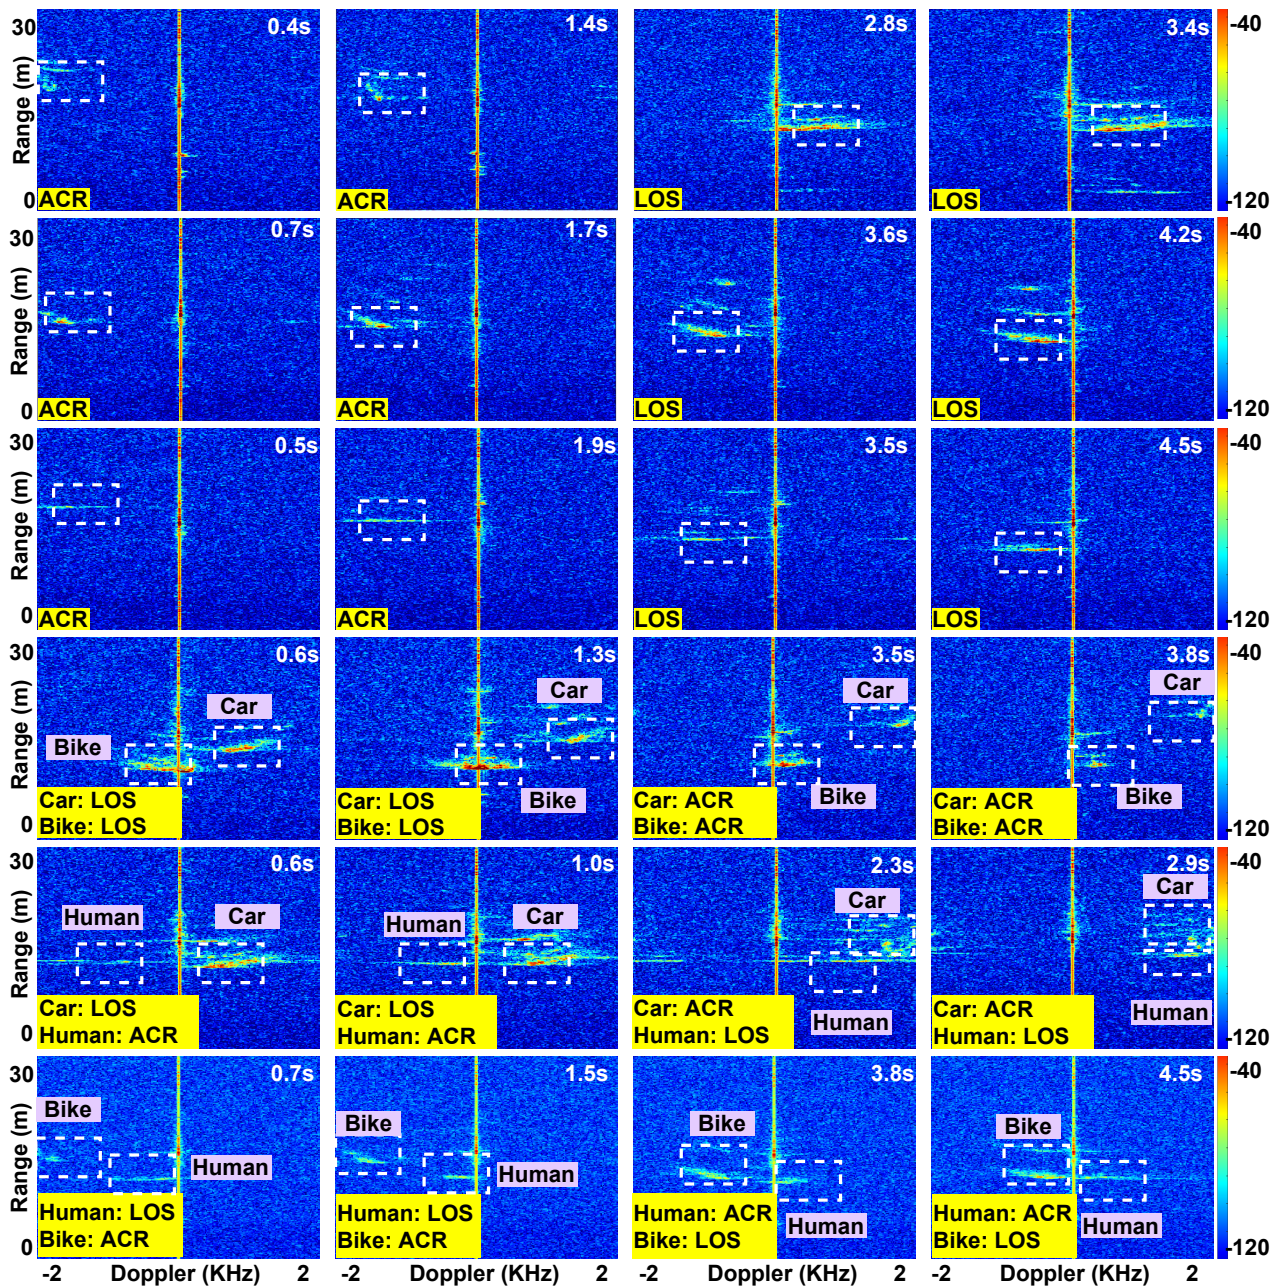 30 0.4s 1.4s 2.8s 3.4s -40
Range (m)
0 ACR ACR LOS LOS -120
30 0.7s 1.7s 3.6s 4.2s -40
Range (m)
0 ACR ACR LOS LOS -120
30 0.5s 1.9s 3.5s 4.5s -40
Range (m)
0 ACR ACR LOS LOS -120
30 0.6s 1.3s 3.5s 3.8s -40
Car Car Car Car
Range (m)
Bike Bike Bike Bike
Car: LOS Car: LOS Car: ACR Car: ACR
0 Bike: LOS Bike: LOS Bike: ACR Bike: ACR -120
30 0.6s 1.0s 2.3s 2.9s -40
Human Car Human Car Car Car
Range (m)
Human Human
Car: LOS Car: LOS Car: ACR Car: ACR
0 Human: ACR Human: ACR Human: LOS Human: LOS -120
30 0.7s 1.5s 3.8s 4.5s -40
Bike Bike Bike Bike
Range (m)
Human Human Human Human
Human: LOS Human: LOS Human: ACR Human: ACR
0 Bike: ACR Bike: ACR Bike: LOS Bike: LOS -120
-2 Doppler (KHz) 2 -2 Doppler (KHz) 2 -2 Doppler (KHz) 2 -2 Doppler (KHz) 2